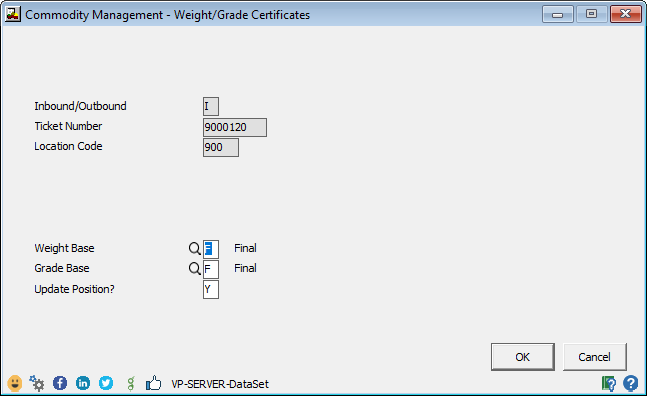 Commodity Management - Weight/Grade Certificates
Inbound/Outbound I
Ticket Number 9000120
Location Code 900
Weight Base F Final
Grade Base F Final
Update Position? Y
OK Cancel
VP-SERVER-DataSet